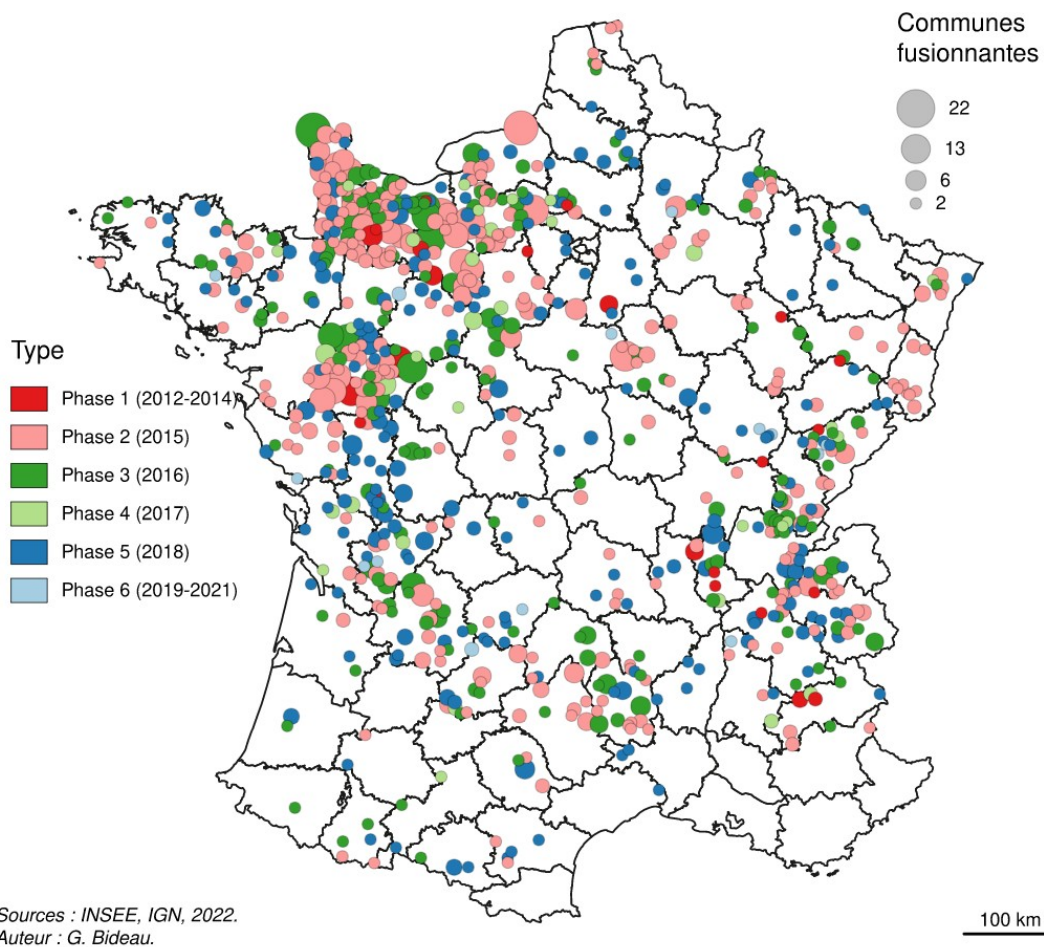 Communes
fusionnantes
22
13
6
2
Type
Phase 1 (2012-2014)
Phase 2 (2015)
Phase 3 (2016)
Phase 4 (2017)
Phase 5 (2018)
Phase 6 (2019-2021)
Sources : INSEE, IGN, 2022.
Auteur : G. Bideau.
100 km